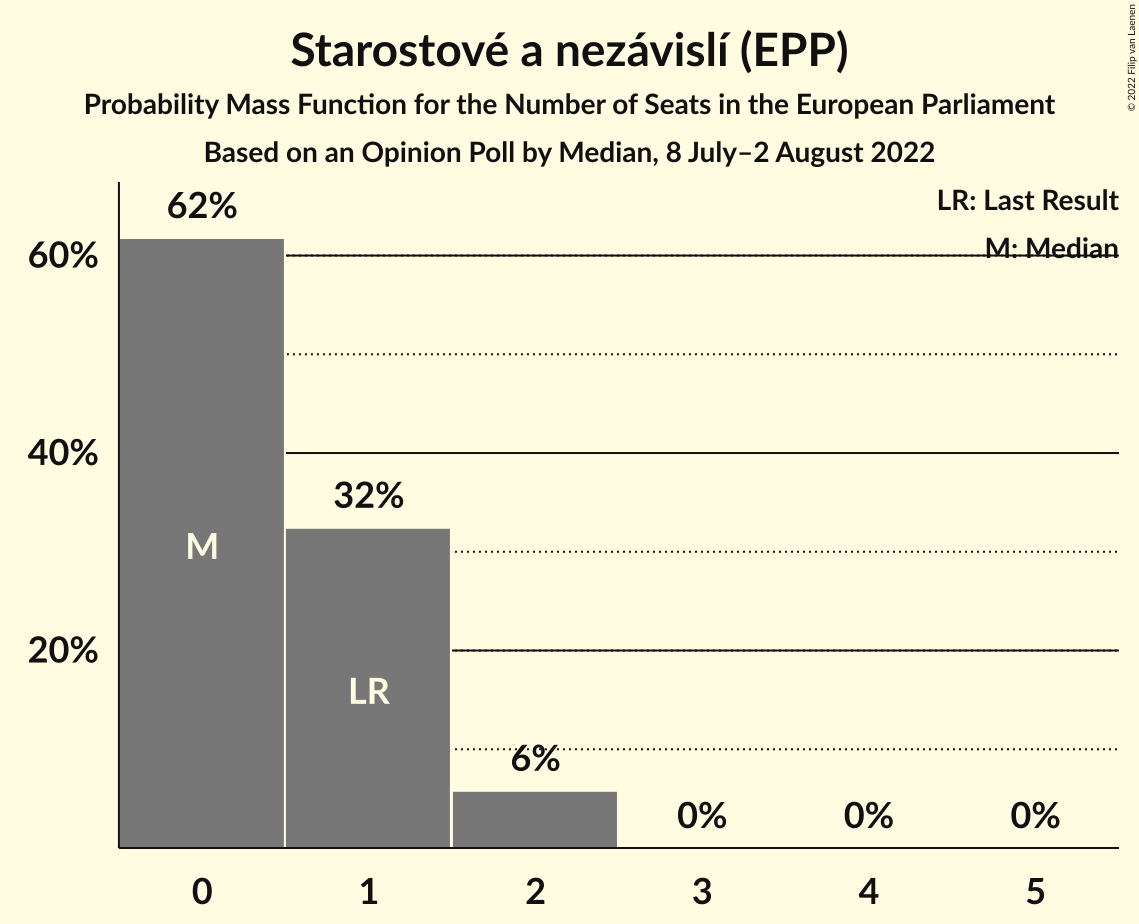 Starostové a nezávislí (EPP)
Probability Mass Function for the Number of Seats in the European Parliament
Based on an Opinion Poll by Median, 8 July–2 August 2022
© 2022 Filip van Laenen
LR: Last Result
M: Median
62%
60%
40%
32%
M
20%
LR
6%
0%
0%
0%
0
1
2
3
4
5